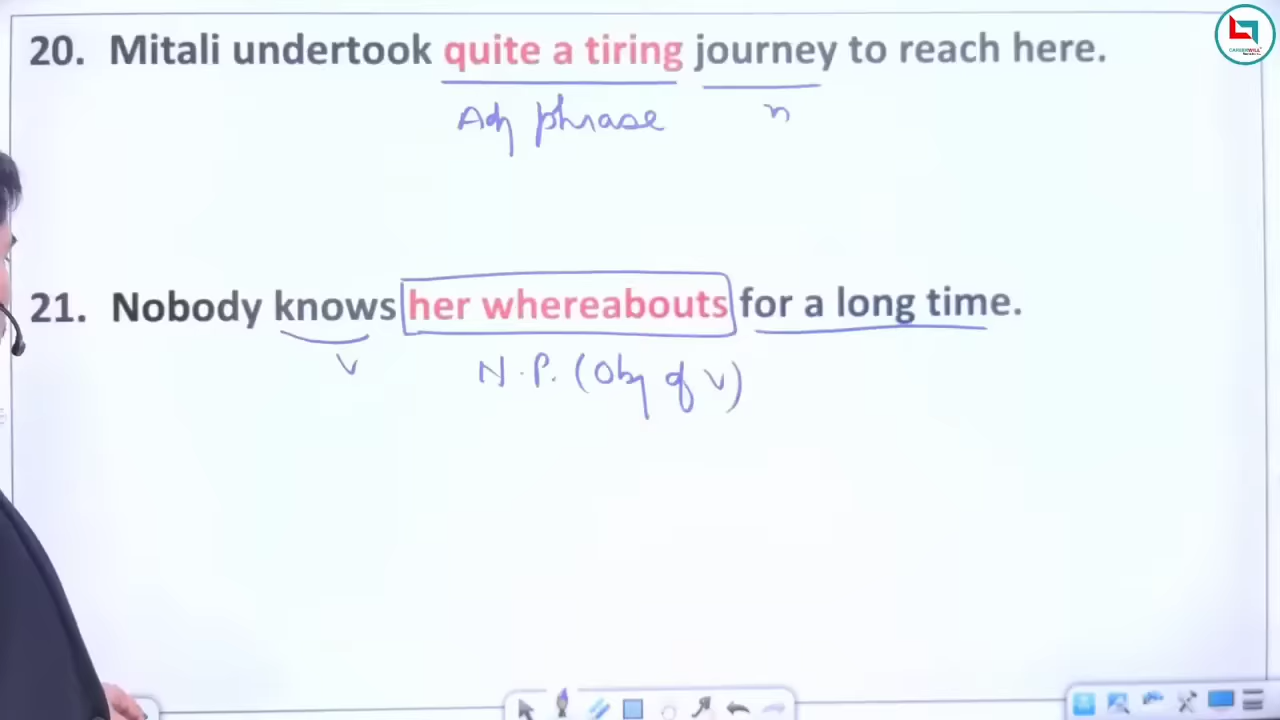 20. Mitali undertook quite a tiring journey to reach here.
Adj phrase n
21. Nobody knows her whereabouts for a long time.
v N.P. (Obj of v)
CAREERWILL